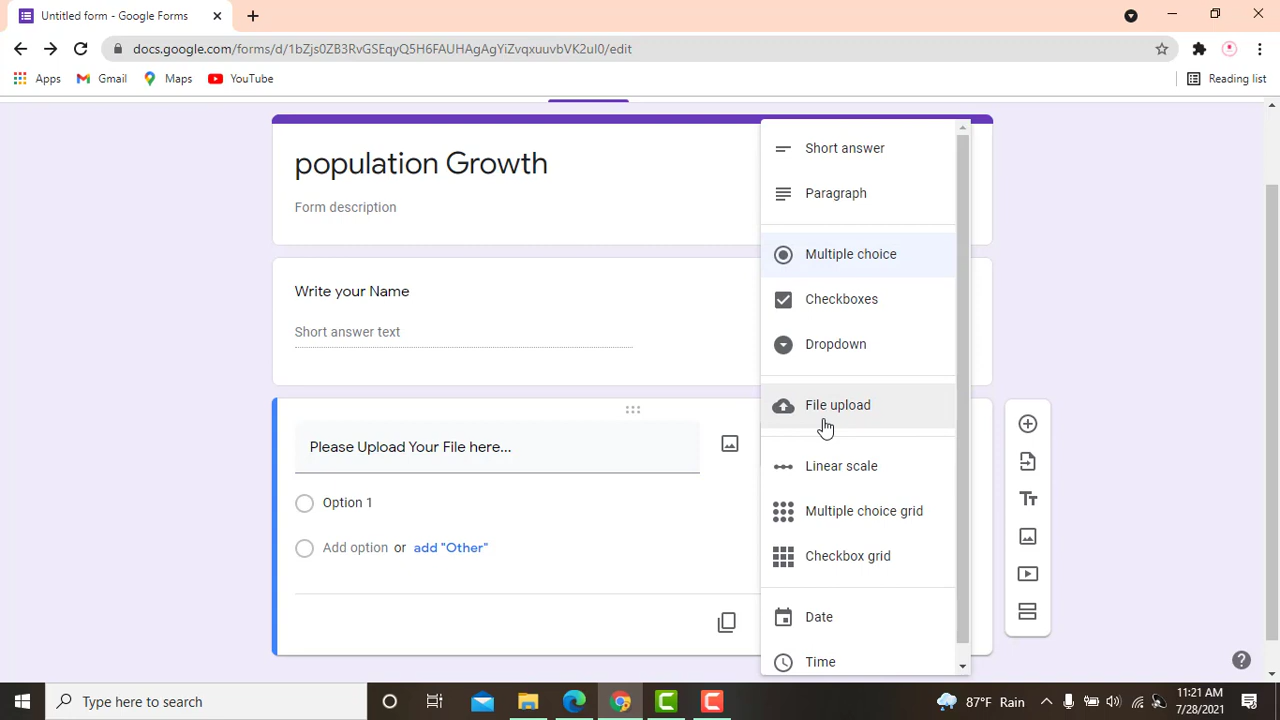 Untitled form - Google Forms
docs.google.com/forms/d/1bZjs0ZB3RvGSEqyQ5H6FAUHAgAgYiZvqxuuvbVK2uI0/edit
Apps
Gmail
Maps
YouTube
Reading list
population Growth
Form description
Write your Name
Short answer text
Please Upload Your File here...
Option 1
Add option or add "Other"
Short answer
Paragraph
Multiple choice
Checkboxes
Dropdown
File upload
Linear scale
Multiple choice grid
Checkbox grid
Date
Time
Type here to search
87°F Rain
11:21 AM
7/28/2021